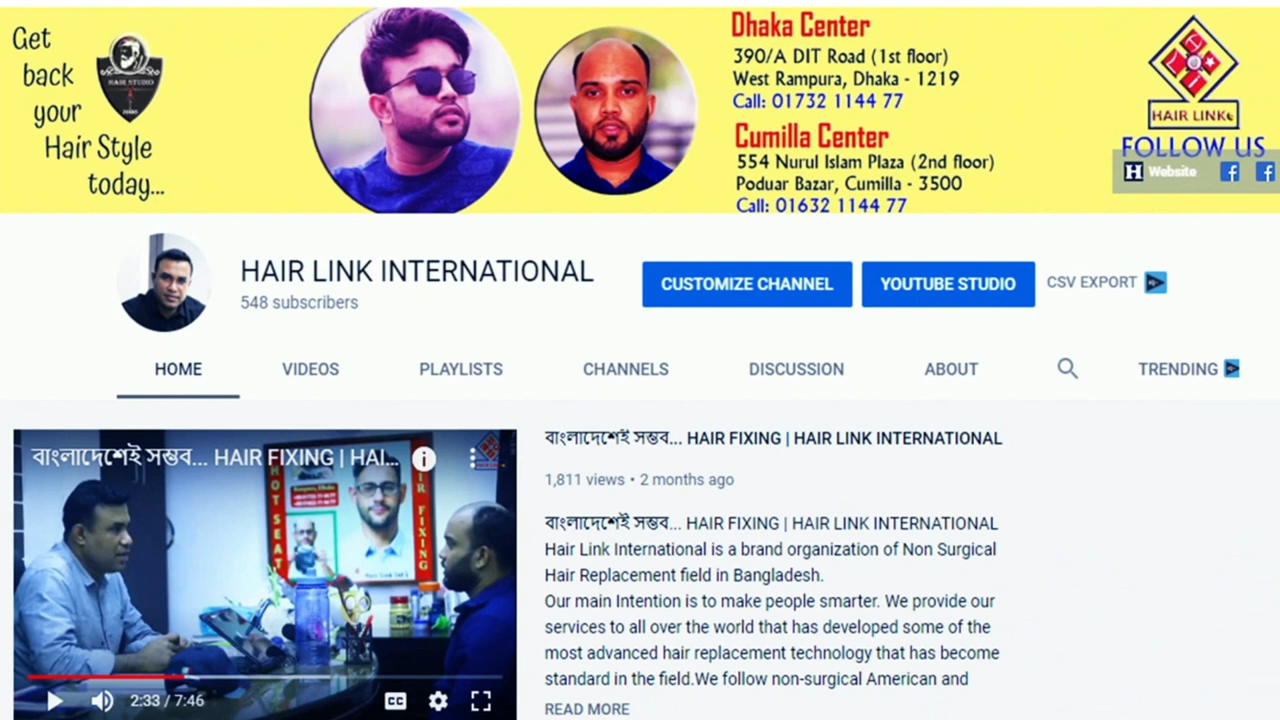 Get
back
your
Hair Style
today...
HAIR STUDIO
Dhaka Center
390/A DIT Road (1st floor)
West Rampura, Dhaka - 1219
Call: 01732 1144 77
Cumilla Center
554 Nurul Islam Plaza (2nd floor)
Poduar Bazar, Cumilla - 3500
Call: 01632 1144 77
HAIR LINK
FOLLOW US
H Website
HAIR LINK INTERNATIONAL
548 subscribers
CUSTOMIZE CHANNEL
YOUTUBE STUDIO
CSV EXPORT
HOME
VIDEOS
PLAYLISTS
CHANNELS
DISCUSSION
ABOUT
TRENDING
বাংলাদেশেই সম্ভব... HAIR FIXING | HAI...
HOT SEAT
HAIR FIXING
2:33 / 7:46
CC
বাংলাদেশেই সম্ভব... HAIR FIXING | HAIR LINK INTERNATIONAL
1,811 views • 2 months ago
বাংলাদেশেই সম্ভব... HAIR FIXING | HAIR LINK INTERNATIONAL
Hair Link International is a brand organization of Non Surgical
Hair Replacement field in Bangladesh.
Our main Intention is to make people smarter. We provide our
services to all over the world that has developed some of the
most advanced hair replacement technology that has become
standard in the field.We follow non-surgical American and
READ MORE